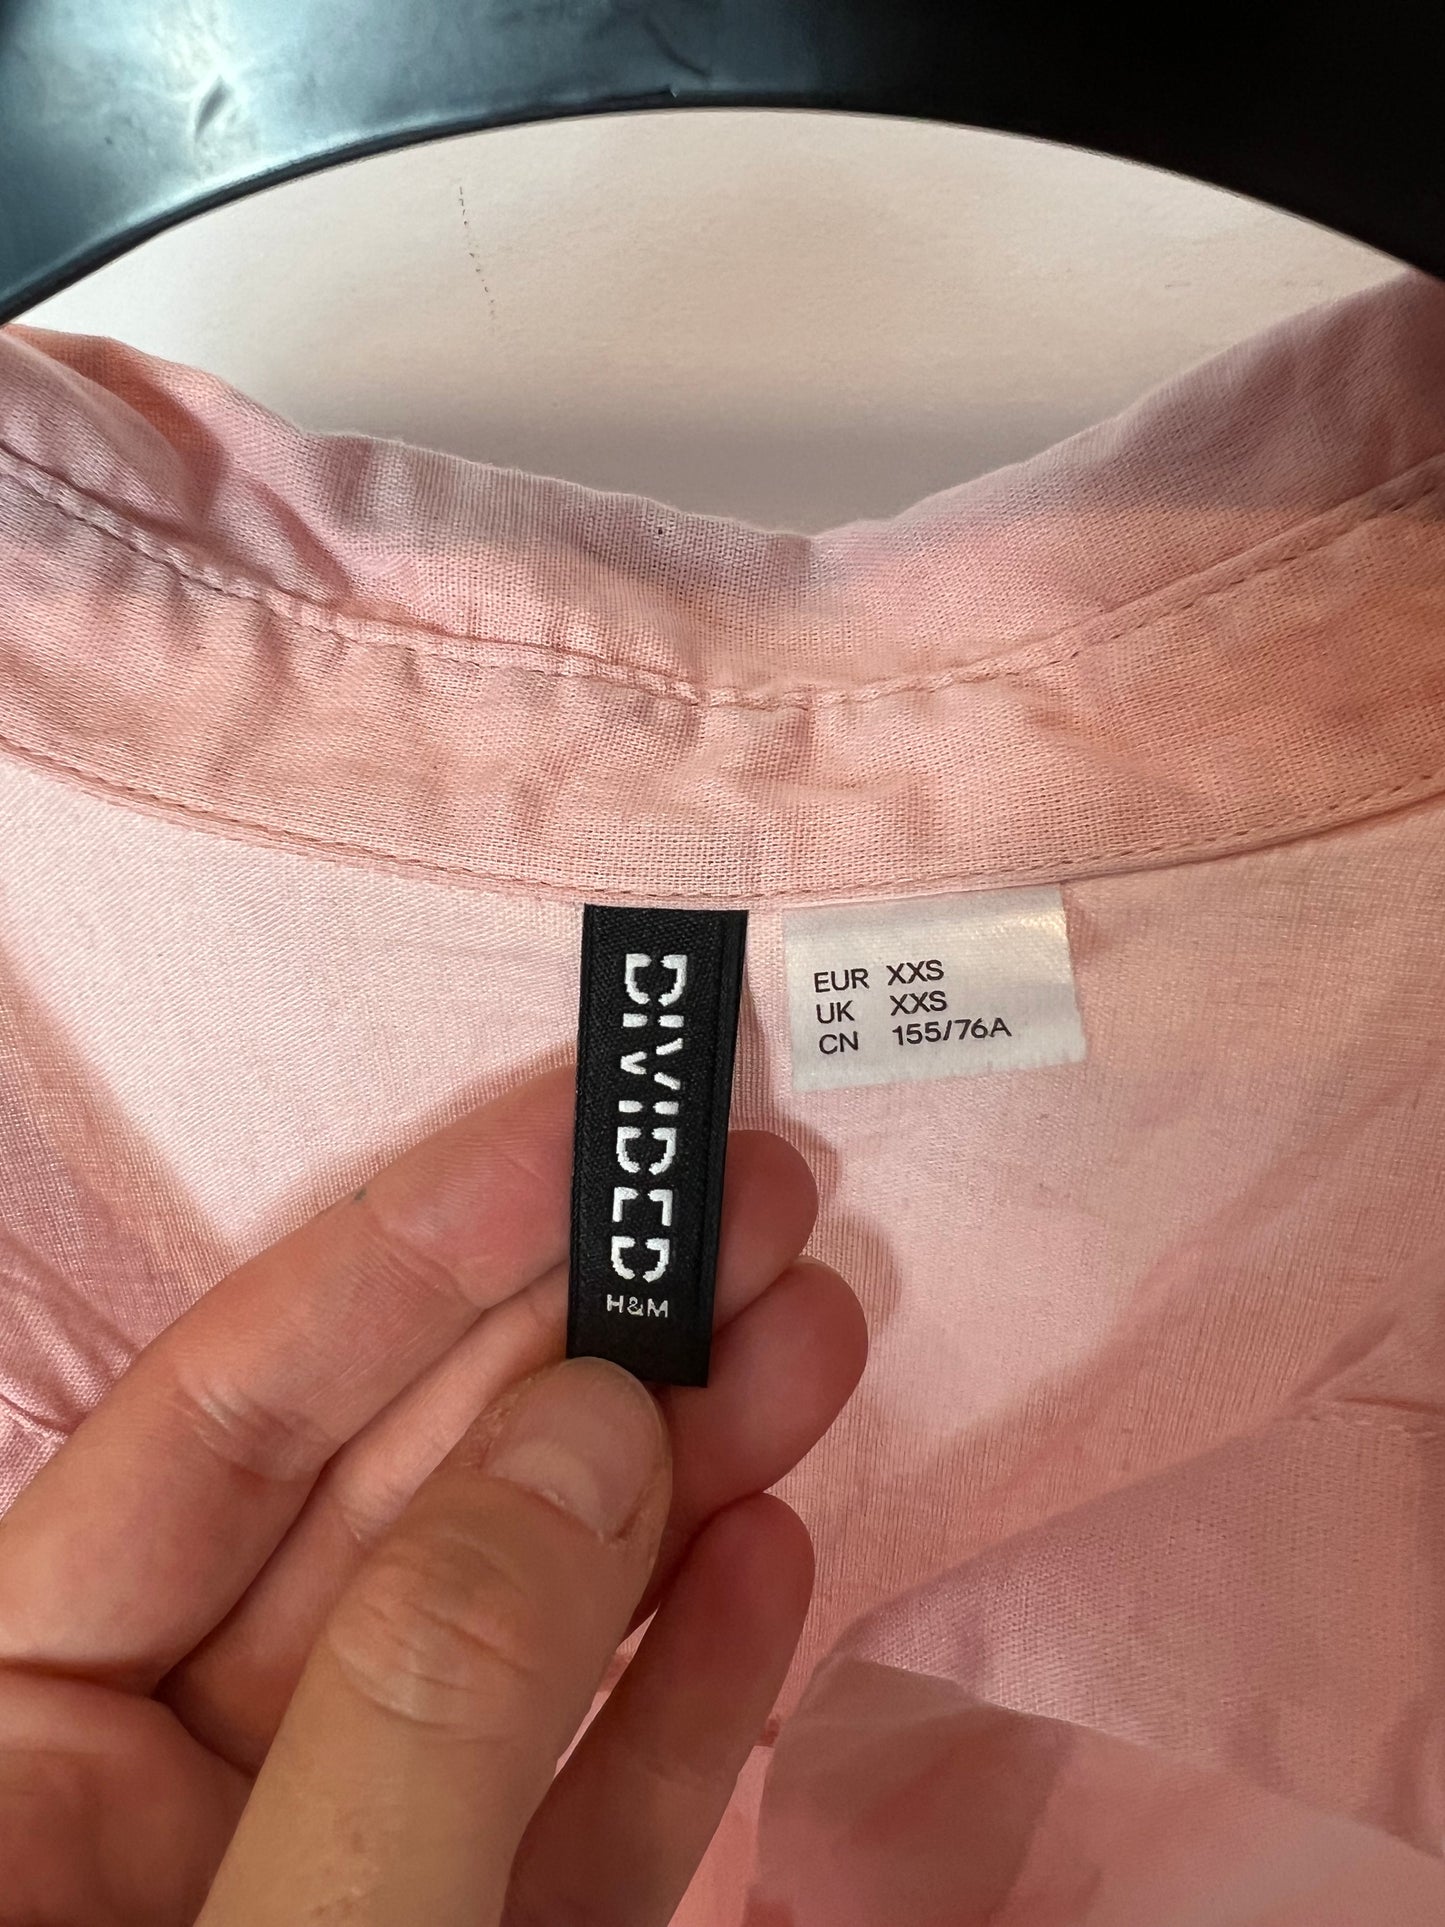 DIVIDED
H&M
EUR XXS
UK XXS
CN 155/76A